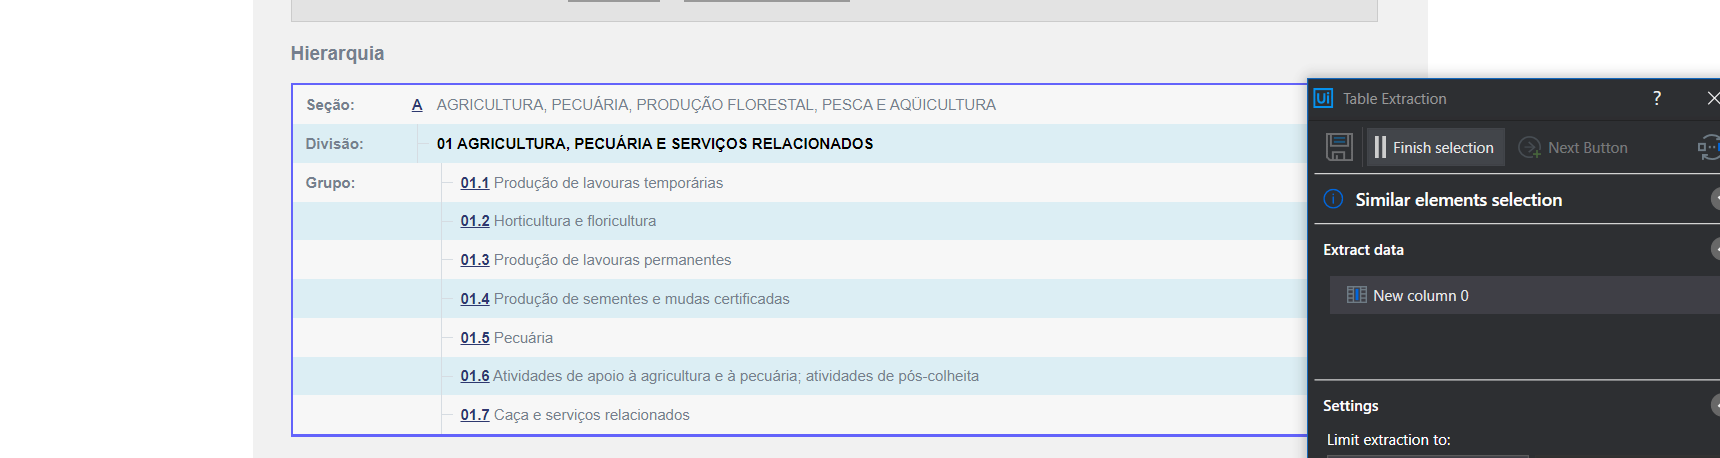 Hierarquia
Seção: A AGRICULTURA, PECUÁRIA, PRODUÇÃO FLORESTAL, PESCA E AQÜICULTURA
Divisão: 01 AGRICULTURA, PECUÁRIA E SERVIÇOS RELACIONADOS
Grupo: 01.1 Produção de lavouras temporárias
01.2 Horticultura e floricultura
01.3 Produção de lavouras permanentes
01.4 Produção de sementes e mudas certificadas
01.5 Pecuária
01.6 Atividades de apoio à agricultura e à pecuária; atividades de pós-colheita
01.7 Caça e serviços relacionados
Ui Table Extraction ?
Finish selection Next Button
Similar elements selection
Extract data
New column 0
Settings
Limit extraction to: